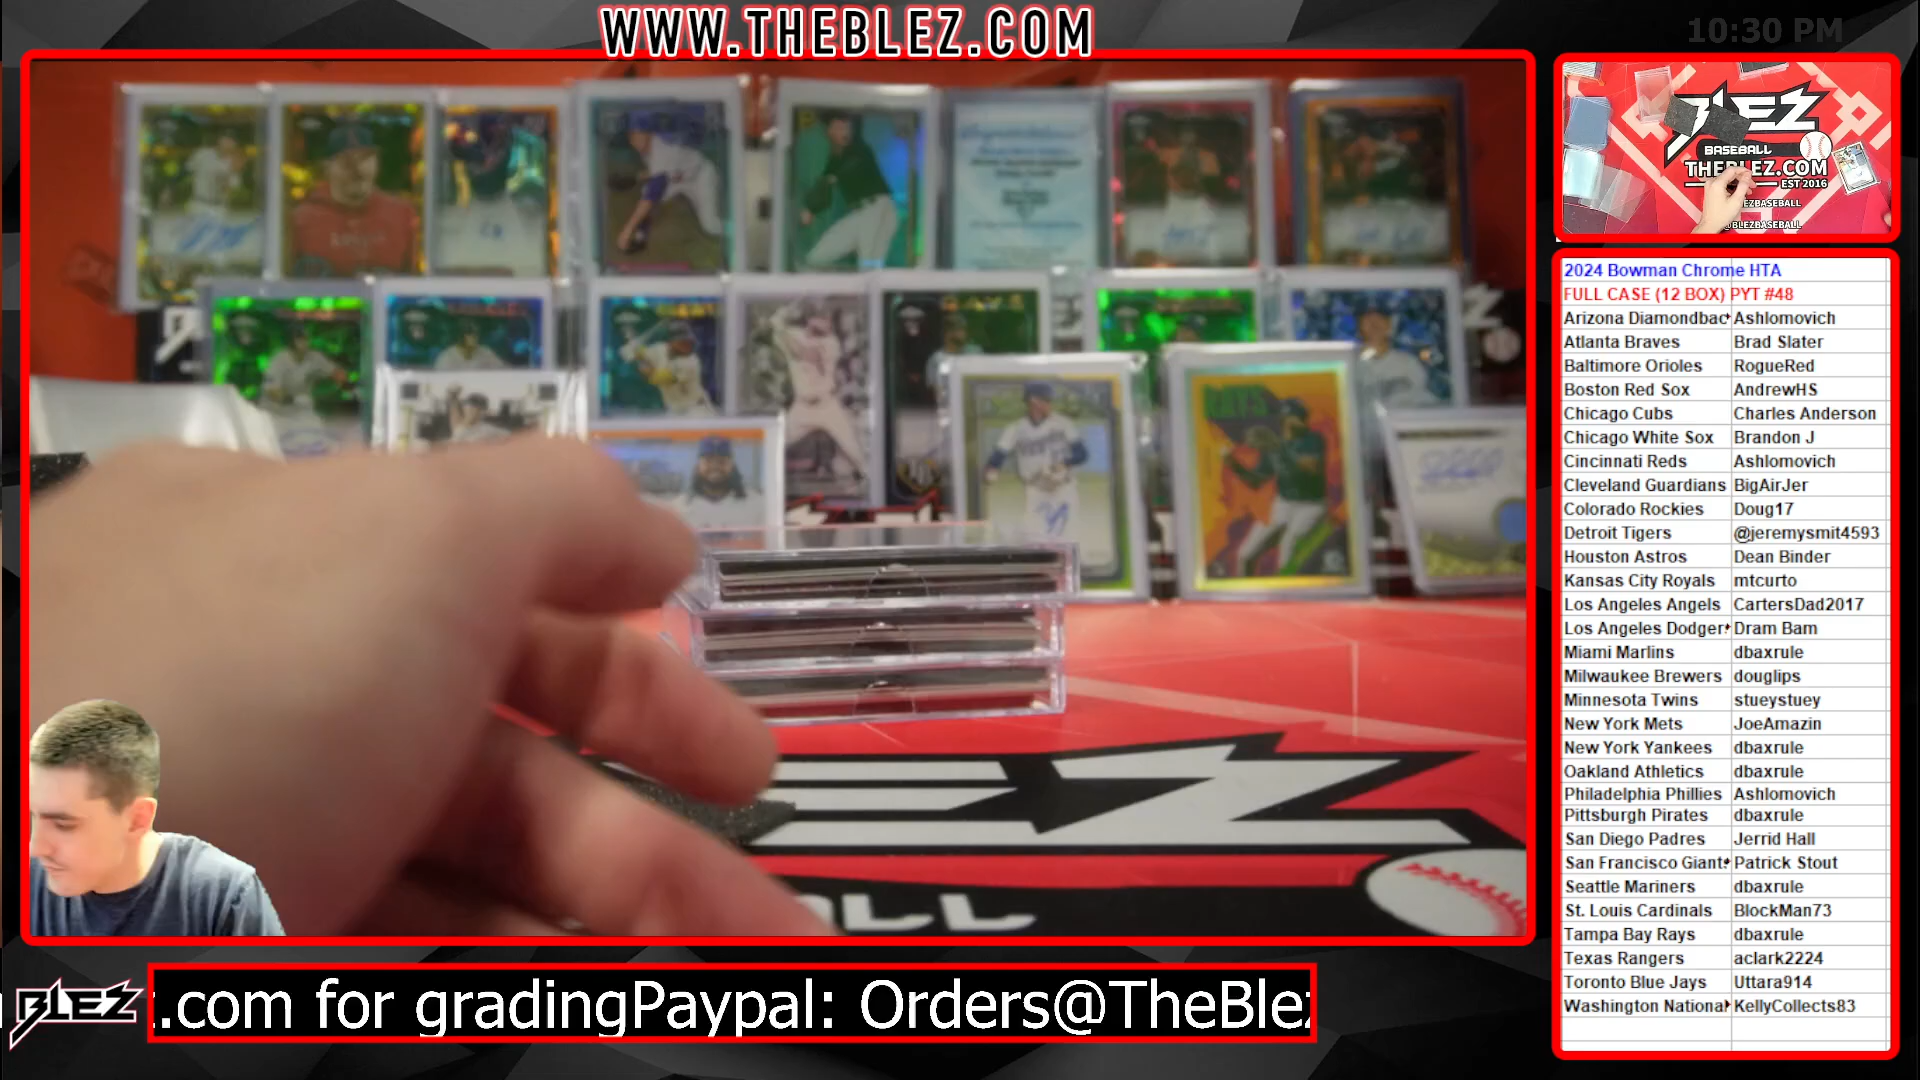 WWW.THEBLEZ.COM
10:30 PM
BLEZ
BASEBALL
THEBLEZ.COM
EST 2016
2024 Bowman Chrome HTA
FULL CASE (12 BOX) PYT #48
Arizona Diamondbac Ashlomovich
Atlanta Braves Brad Slater
Baltimore Orioles RogueRed
Boston Red Sox AndrewHS
Chicago Cubs Charles Anderson
Chicago White Sox Brandon J
Cincinnati Reds Ashlomovich
Cleveland Guardians BigAirJer
Colorado Rockies Doug17
Detroit Tigers @jeremysmit4593
Houston Astros Dean Binder
Kansas City Royals mtcurto
Los Angeles Angels CartersDad2017
Los Angeles Dodger Dram Bam
Miami Marlins dbaxrule
Milwaukee Brewers douglips
Minnesota Twins stueystuey
New York Mets JoeAmazin
New York Yankees dbaxrule
Oakland Athletics dbaxrule
Philadelphia Phillies Ashlomovich
Pittsburgh Pirates dbaxrule
San Diego Padres Jerrid Hall
San Francisco Giant Patrick Stout
Seattle Mariners dbaxrule
St. Louis Cardinals BlockMan73
Tampa Bay Rays dbaxrule
Texas Rangers aclark2224
Toronto Blue Jays Uttara914
Washington Nationa KellyCollects83
BLEZ
.com for gradingPaypal: Orders@TheBlez